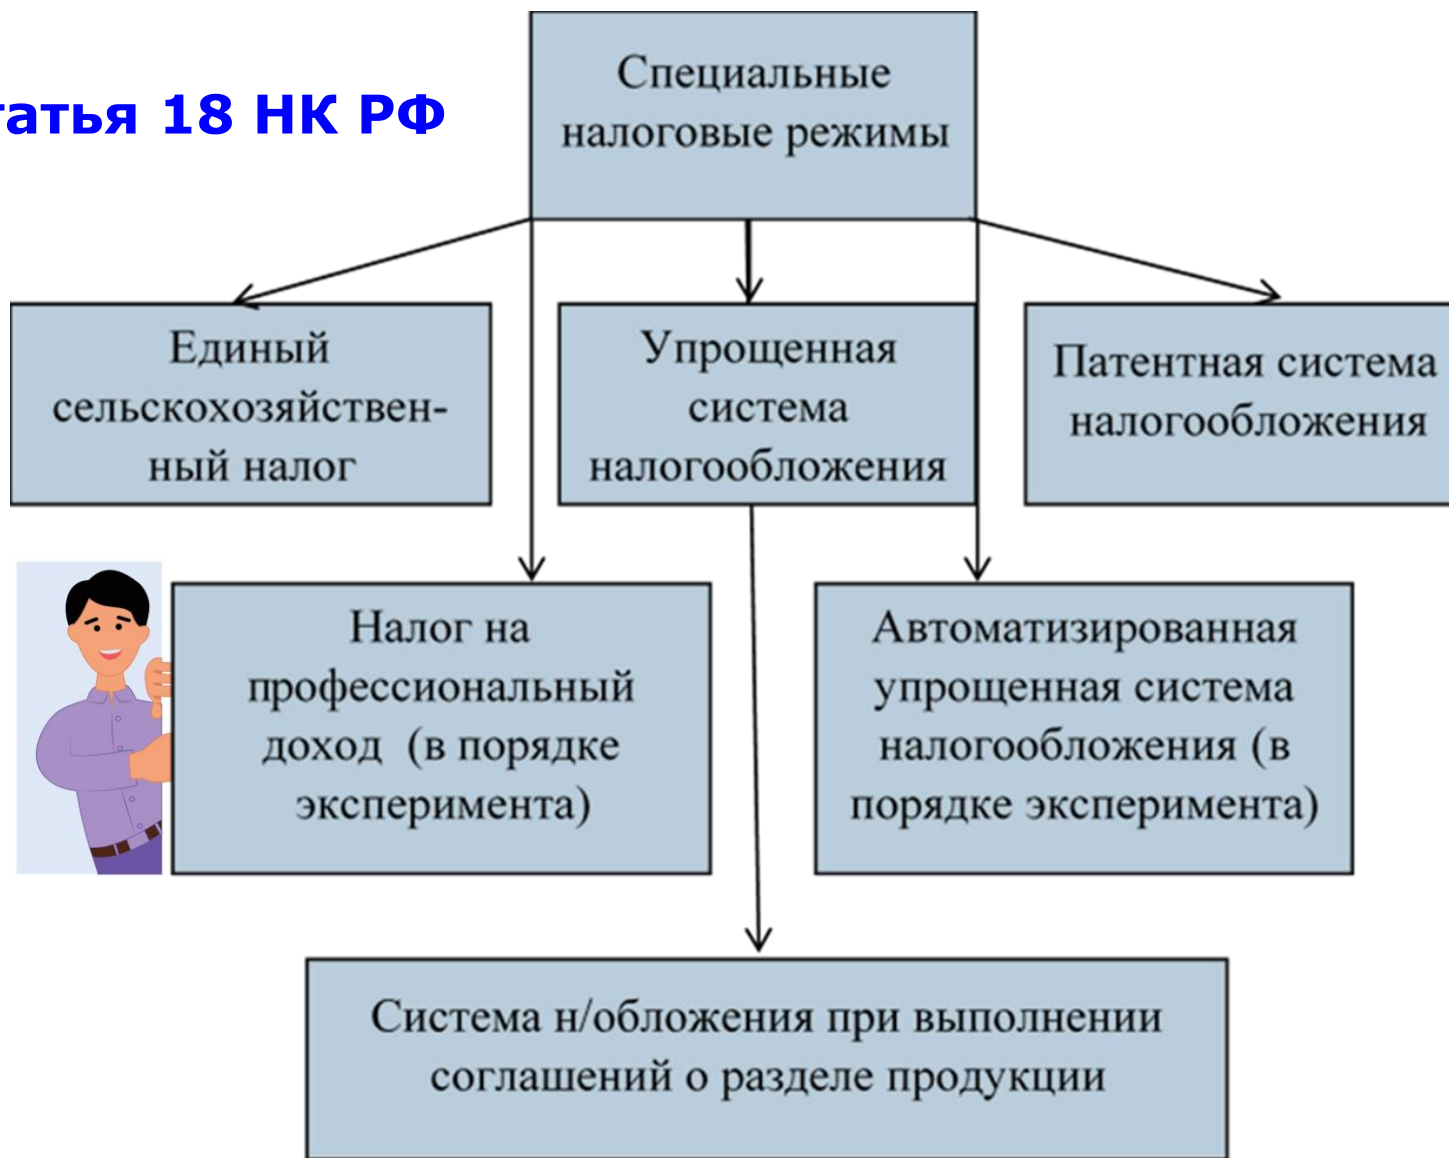 татья 18 НК РФ
Специальные
налоговые режимы
Единый
сельскохозяйствен-
ный налог
Упрощенная
система
налогообложения
Патентная система
налогообложения
Налог на
профессиональный
доход (в порядке
эксперимента)
Автоматизированная
упрощенная система
налогообложения (в
порядке эксперимента)
Система н/обложения при выполнении
соглашений о разделе продукции